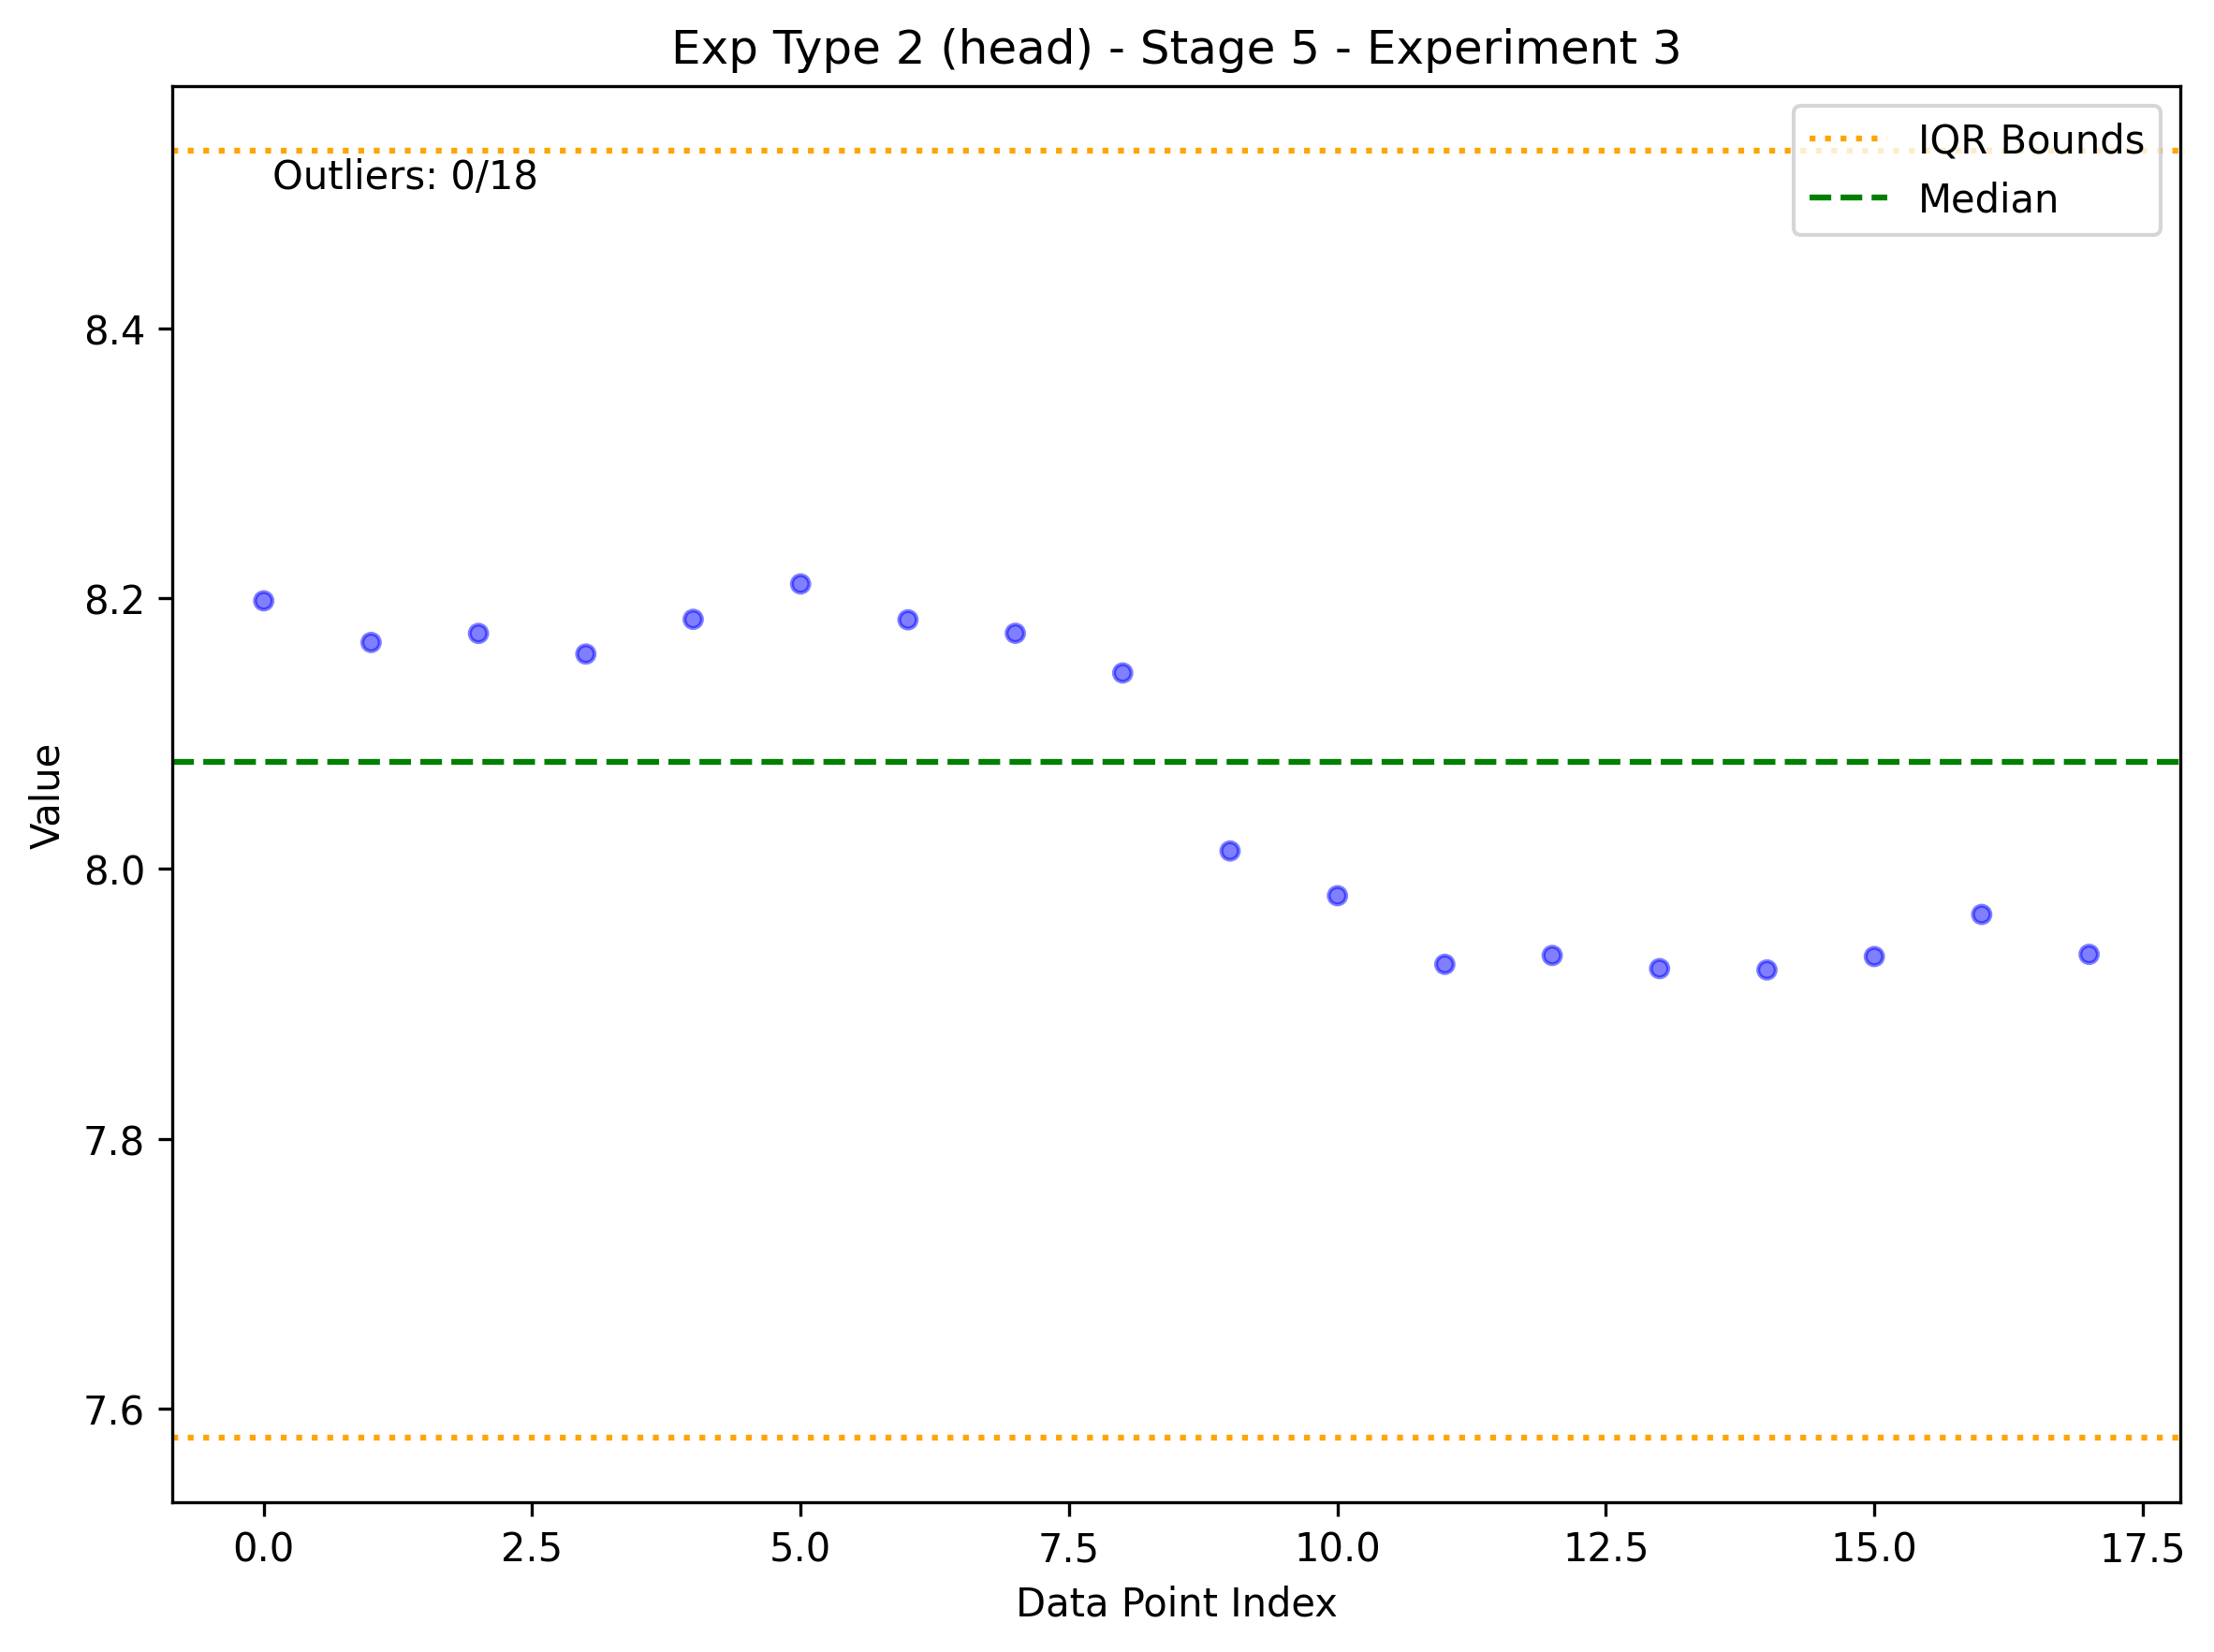 Exp Type 2 (head) - Stage 5 - Experiment 3
Outliers: 0/18
IQR Bounds
Median
8.4
8.2
8.0
7.8
7.6
Value
0.0 2.5 5.0 7.5 10.0 12.5 15.0 17.5
Data Point Index